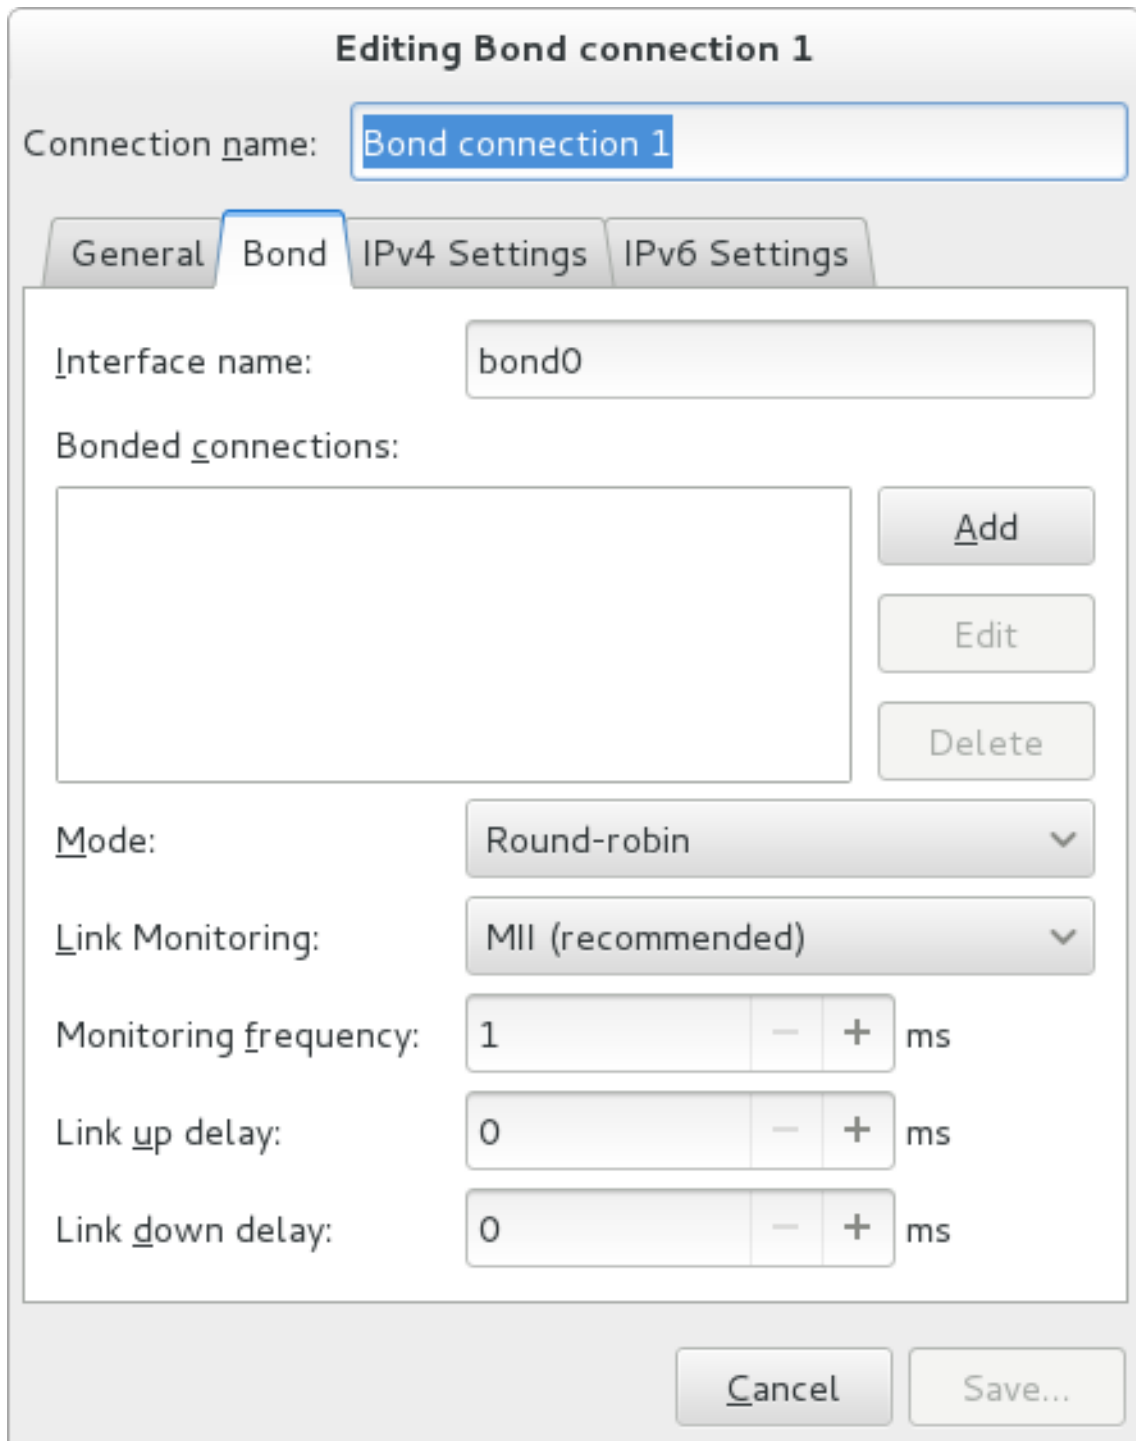 Editing Bond connection 1
Connection name: Bond connection 1
General Bond IPv4 Settings IPv6 Settings
Interface name: bond0
Bonded connections:
Add
Edit
Delete
Mode: Round-robin
Link Monitoring: MII (recommended)
Monitoring frequency: 1 − + ms
Link up delay: 0 − + ms
Link down delay: 0 − + ms
Cancel Save...